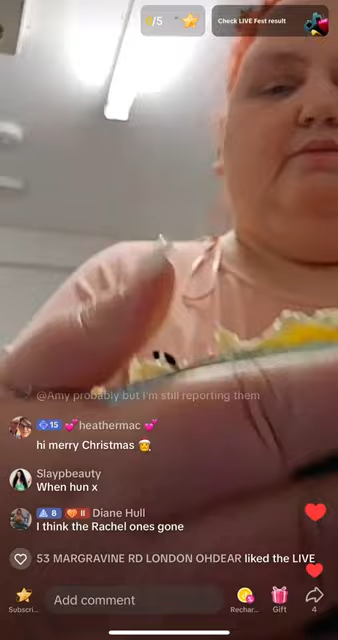 /5
Check LIVE Fest result
@Amy probably but I'm still reporting them
15 💕heathermac 💕
hi merry Christmas 🎅
Slaypbeauty
When hun x
8 II Diane Hull
I think the Rachel ones gone
53 MARGRAVINE RD LONDON OHDEAR liked the LIVE
Subscri...
Add comment
Rechar...
Gift
4